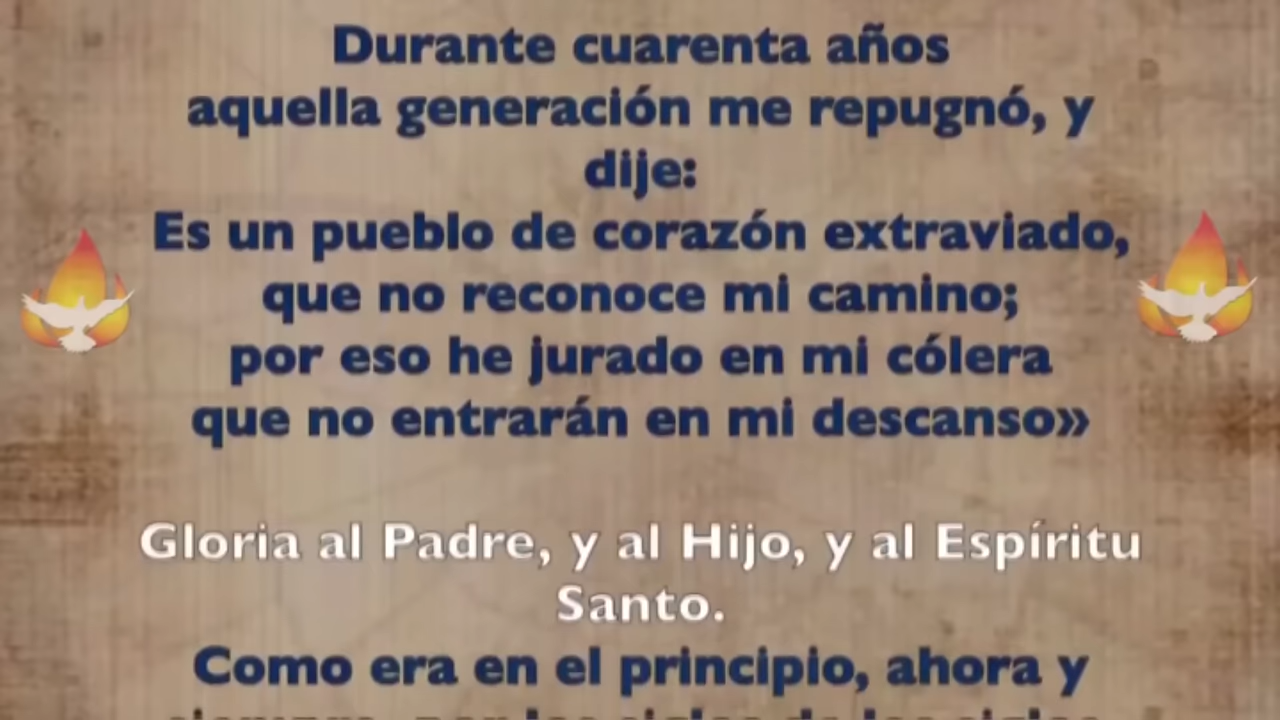 Durante cuarenta años
aquella generación me repugnó, y
dije:
Es un pueblo de corazón extraviado,
que no reconoce mi camino;
por eso he jurado en mi cólera
que no entrarán en mi descanso»
Gloria al Padre, y al Hijo, y al Espíritu
Santo.
Como era en el principio, ahora y